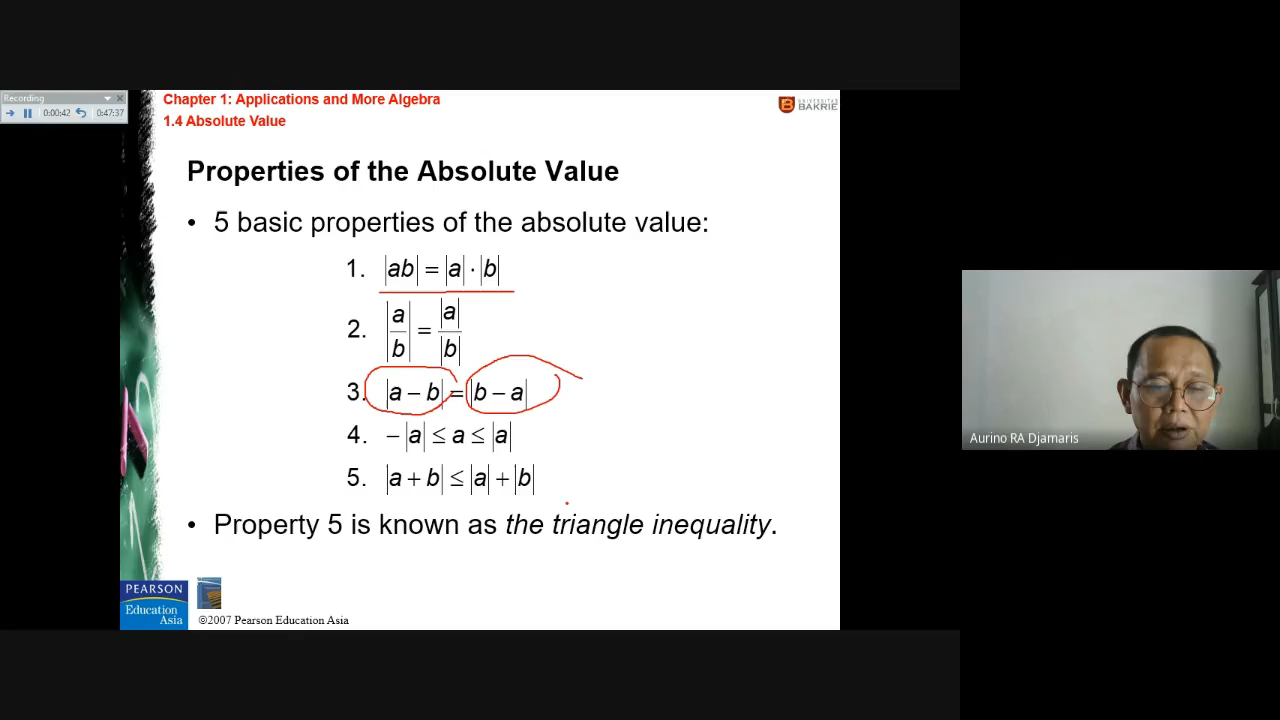 Recording
0:00:42 0:47:37
Chapter 1: Applications and More Algebra
1.4 Absolute Value
UNIVERSITAS
BAKRIE
Properties of the Absolute Value
• 5 basic properties of the absolute value:
1. |ab| = |a| · |b|
2. |a/b| = |a|/|b|
3. |a − b| = |b − a|
4. −|a| ≤ a ≤ |a|
5. |a + b| ≤ |a| + |b|
• Property 5 is known as the triangle inequality.
PEARSON
Education
Asia
©2007 Pearson Education Asia
Aurino RA Djamaris